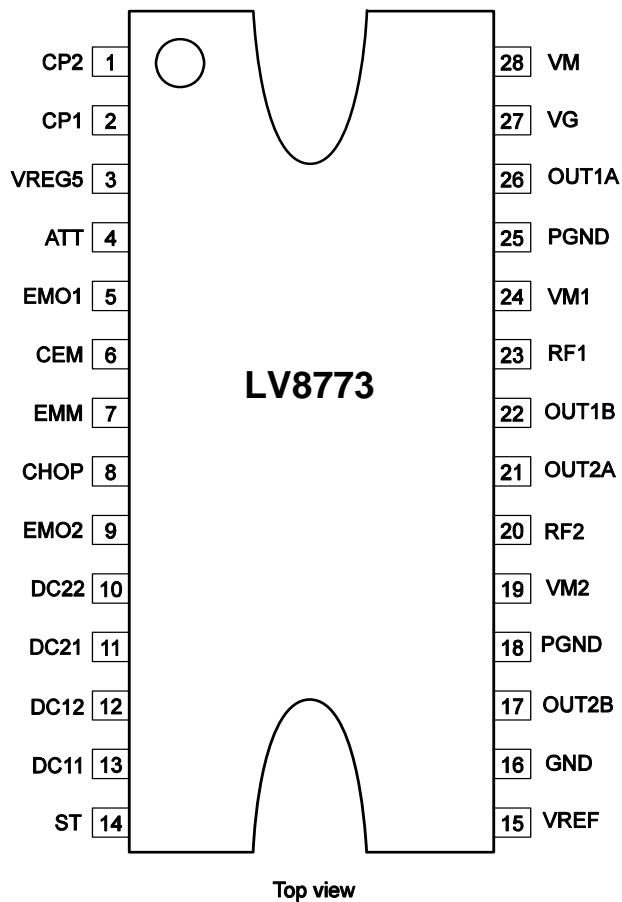 CP2 1 28 VM
CP1 2 27 VG
VREG5 3 26 OUT1A
ATT 4 25 PGND
EMO1 5 24 VM1
CEM 6 23 RF1
LV8773
EMM 7 22 OUT1B
CHOP 8 21 OUT2A
EMO2 9 20 RF2
DC22 10 19 VM2
DC21 11 18 PGND
DC12 12 17 OUT2B
DC11 13 16 GND
ST 14 15 VREF
Top view